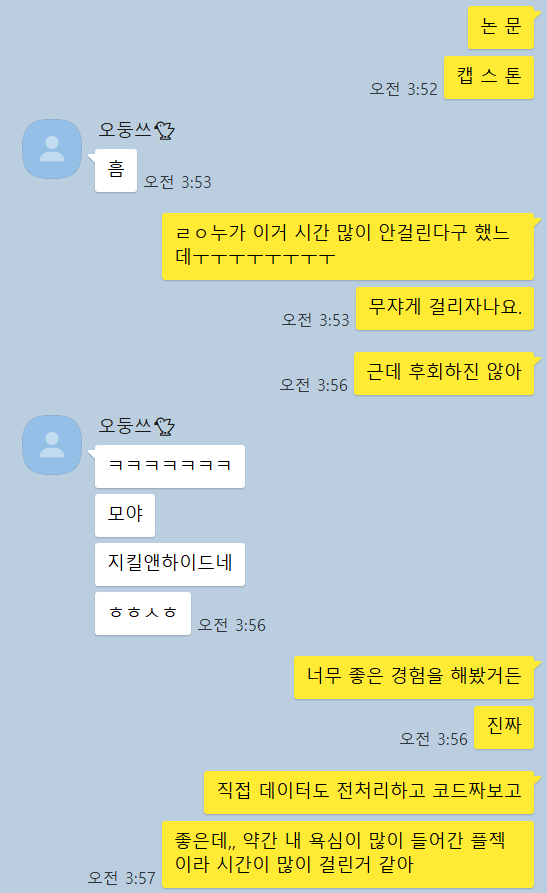 논 문
캡 스 톤
오전 3:52
오둥쓰
흠
오전 3:53
ㄹㅇ누가 이거 시간 많이 안걸린다구 했느
데ㅜㅜㅜㅜㅜㅜㅜㅜ
무쟈게 걸리자나요.
오전 3:53
근데 후회하진 않아
오전 3:56
오둥쓰
ㅋㅋㅋㅋㅋㅋㅋ
모야
지킬앤하이드네
ㅎㅎㅅㅎ
오전 3:56
너무 좋은 경험을 해봤거든
진짜
오전 3:56
직접 데이터도 전처리하고 코드짜보고
좋은데,, 약간 내 욕심이 많이 들어간 플젝
이라 시간이 많이 걸린거 같아
오전 3:57